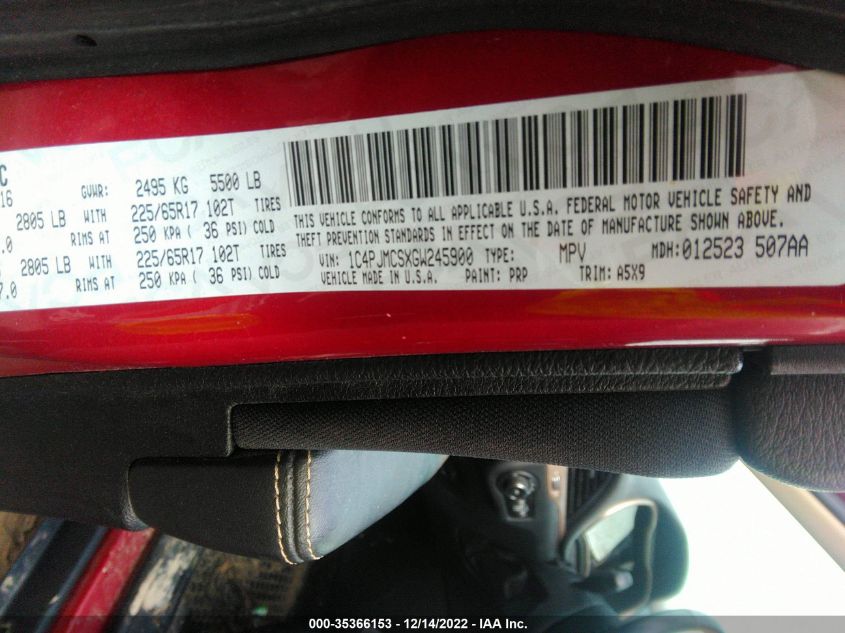 C
16 GVWR: 2495 KG 5500 LB
2805 LB WITH 225/65R17 102T TIRES
.0 RIMS AT 250 KPA ( 36 PSI) COLD
2805 LB WITH 225/65R17 102T TIRES
7.0 RIMS AT 250 KPA ( 36 PSI) COLD
THIS VEHICLE CONFORMS TO ALL APPLICABLE U.S.A. FEDERAL MOTOR VEHICLE SAFETY AND
THEFT PREVENTION STANDARDS IN EFFECT ON THE DATE OF MANUFACTURE SHOWN ABOVE.
VIN: 1C4PJMCSXGW245900 TYPE: MPV MDH:012523 507AA
VEHICLE MADE IN U.S.A. PAINT: PRP TRIM: A5X9
000-35366153 - 12/14/2022 - IAA Inc.